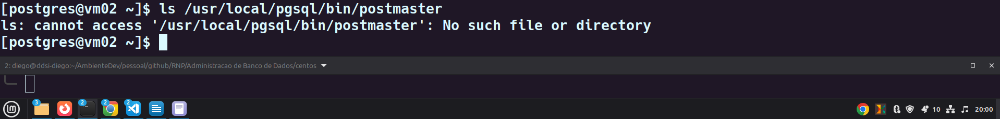 [postgres@vm02 ~]$ ls /usr/local/pgsql/bin/postmaster
ls: cannot access '/usr/local/pgsql/bin/postmaster': No such file or directory
[postgres@vm02 ~]$
2: diego@ddsi-diego:~/AmbienteDev/pessoal/github/RNP/Administracao de Banco de Dados/centos
3
2
2
2
10
20:00